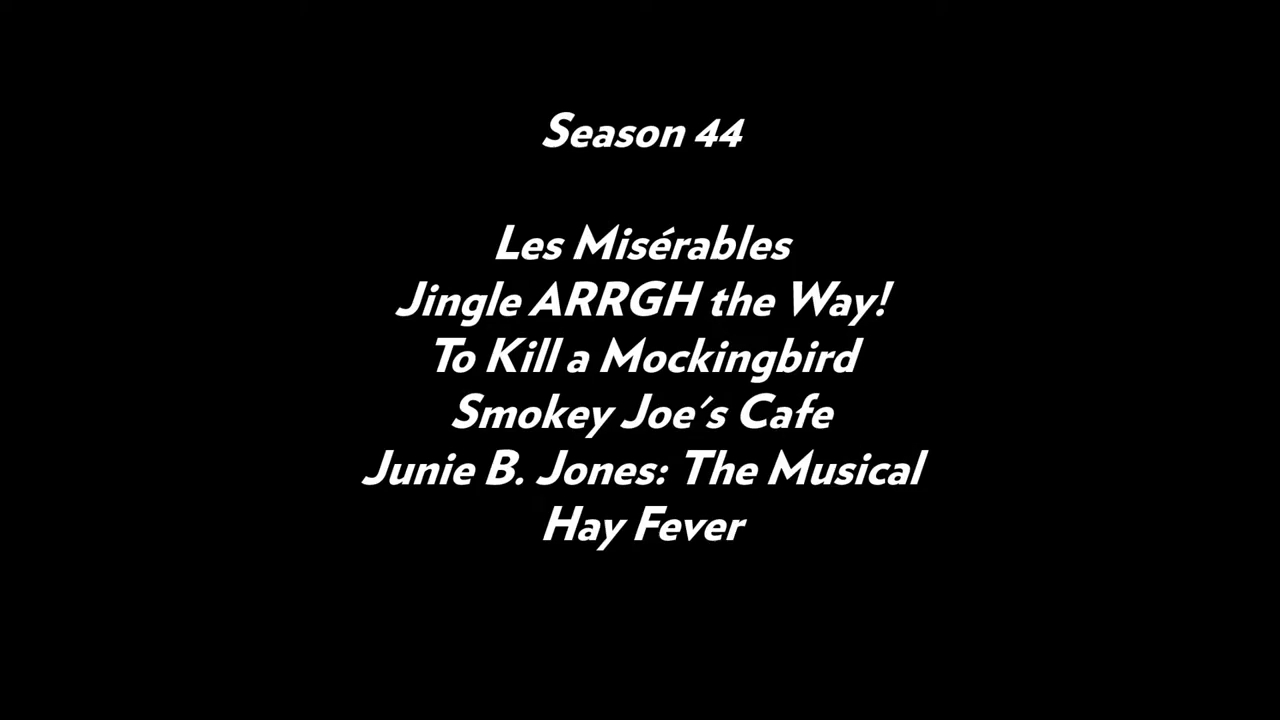 Season 44
Les Misérables
Jingle ARRGH the Way!
To Kill a Mockingbird
Smokey Joe's Cafe
Junie B. Jones: The Musical
Hay Fever